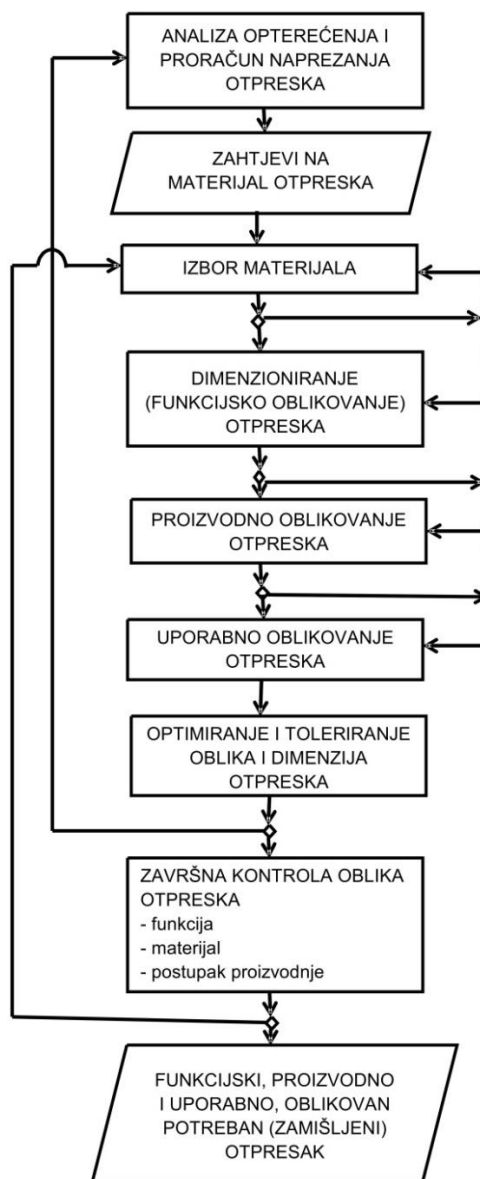 ANALIZA OPTEREĆENJA I
PRORAČUN NAPREZANJA
OTPRESKA
ZAHTJEVI NA
MATERIJAL OTPRESKA
IZBOR MATERIJALA
DIMENZIONIRANJE
(FUNKCIJSKO OBLIKOVANJE)
OTPRESKA
PROIZVODNO OBLIKOVANJE
OTPRESKA
UPORABNO OBLIKOVANJE
OTPRESKA
OPTIMIRANJE I TOLERIRANJE
OBLIKA I DIMENZIJA
OTPRESKA
ZAVRŠNA KONTROLA OBLIKA
OTPRESKA
- funkcija
- materijal
- postupak proizvodnje
FUNKCIJSKI, PROIZVODNO
I UPORABNO, OBLIKOVAN
POTREBAN (ZAMIŠLJENI)
OTPRESAK